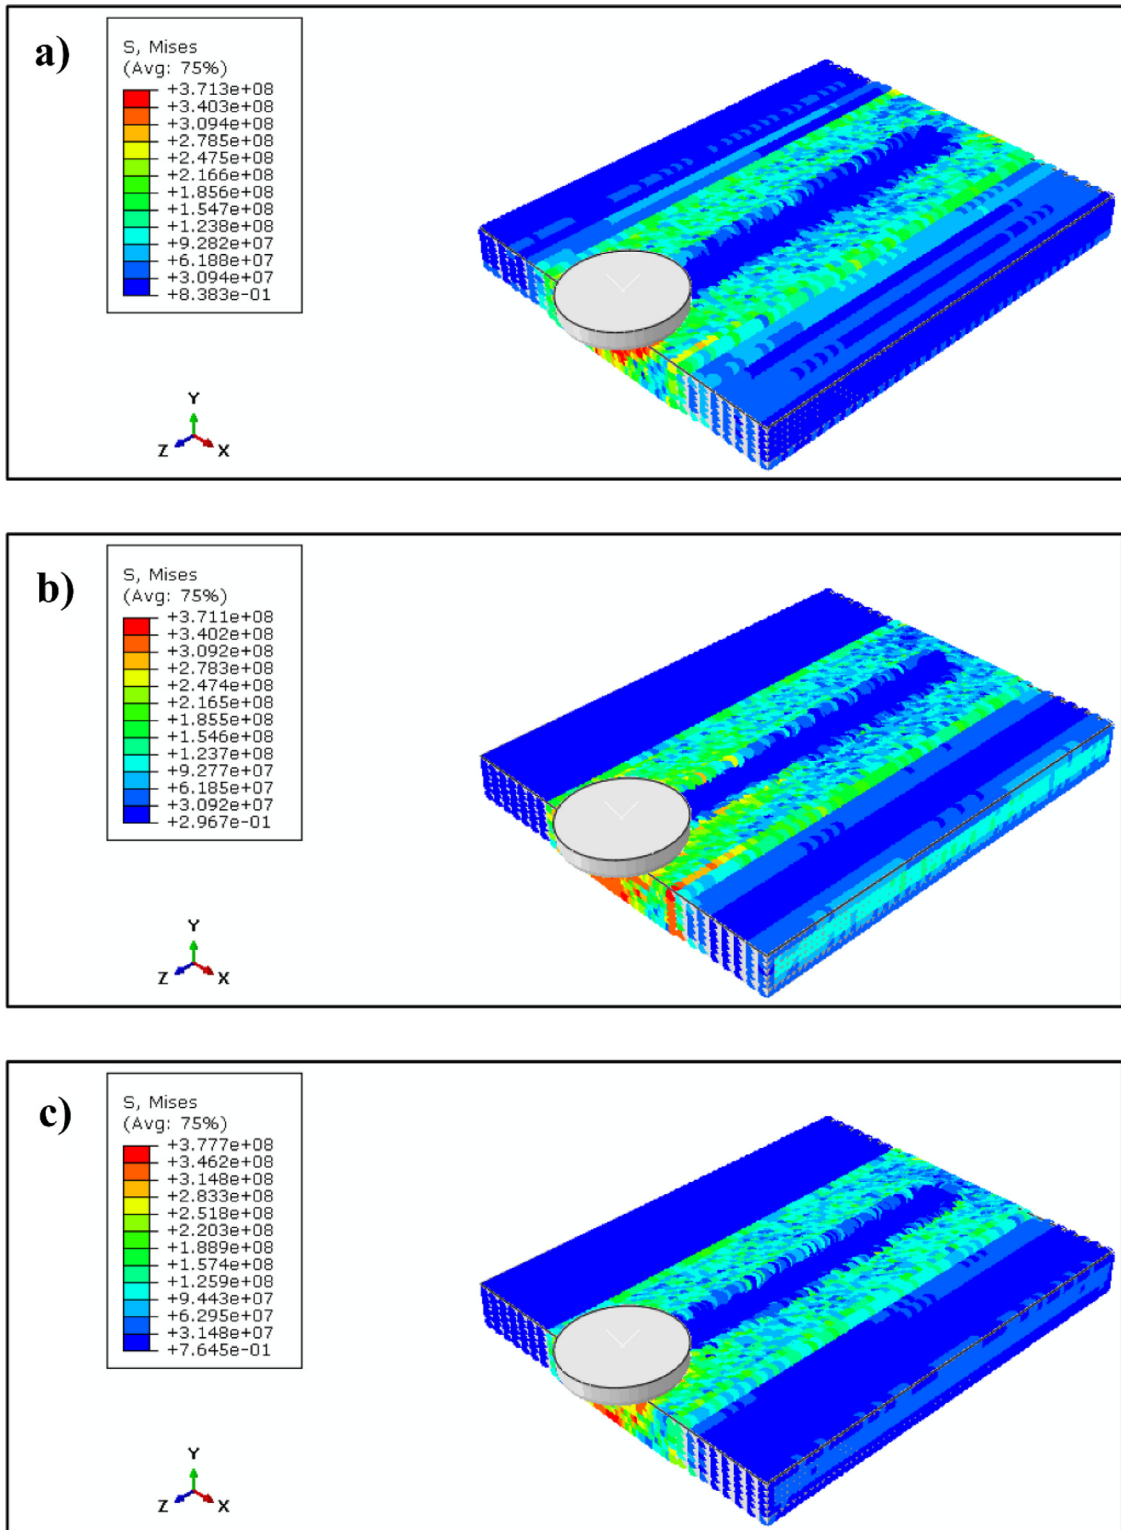 a)
S, Mises
(Avg: 75%)
+3.713e+08
+3.403e+08
+3.094e+08
+2.785e+08
+2.475e+08
+2.166e+08
+1.856e+08
+1.547e+08
+1.238e+08
+9.282e+07
+6.188e+07
+3.094e+07
+8.383e-01
Y
Z
X
b)
S, Mises
(Avg: 75%)
+3.711e+08
+3.402e+08
+3.092e+08
+2.783e+08
+2.474e+08
+2.165e+08
+1.855e+08
+1.546e+08
+1.237e+08
+9.277e+07
+6.185e+07
+3.092e+07
+2.967e-01
Y
Z
X
c)
S, Mises
(Avg: 75%)
+3.777e+08
+3.462e+08
+3.148e+08
+2.833e+08
+2.518e+08
+2.203e+08
+1.889e+08
+1.574e+08
+1.259e+08
+9.443e+07
+6.295e+07
+3.148e+07
+7.645e-01
Y
Z
X